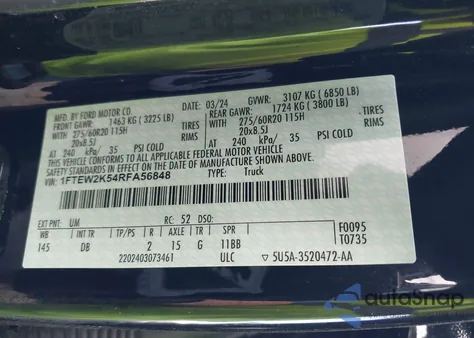 MFD. BY FORD MOTOR CO.
DATE: 03/24 GVWR: 3107 KG ( 6850 LB)
FRONT GAWR: 1463 KG ( 3225 LB) REAR GAWR: 1724 KG ( 3800 LB)
275/60R20 115H TIRES 275/60R20 115H TIRES
20x8.5J RIMS 20x8.5J RIMS
AT 240 kPa/ 35 PSI COLD AT 240 kPa/ 35 PSI COLD
THIS VEHICLE CONFORMS TO ALL APPLICABLE FEDERAL MOTOR VEHICLE
SAFETY STANDARDS IN EFFECT ON THE DATE OF MANUFACTURE SHOWN ABOVE.
VIN: 1FTEW2K54RFA56848 TYPE: Truck
EXT PNT: UM RC: 52 DSO: F0095
WB INT TR TP/PS R AXLE TR SPR T0735
145 DB 2 15 G 11BB
2202403073461 ULC 5U5A-3520472-AA
autoSnap